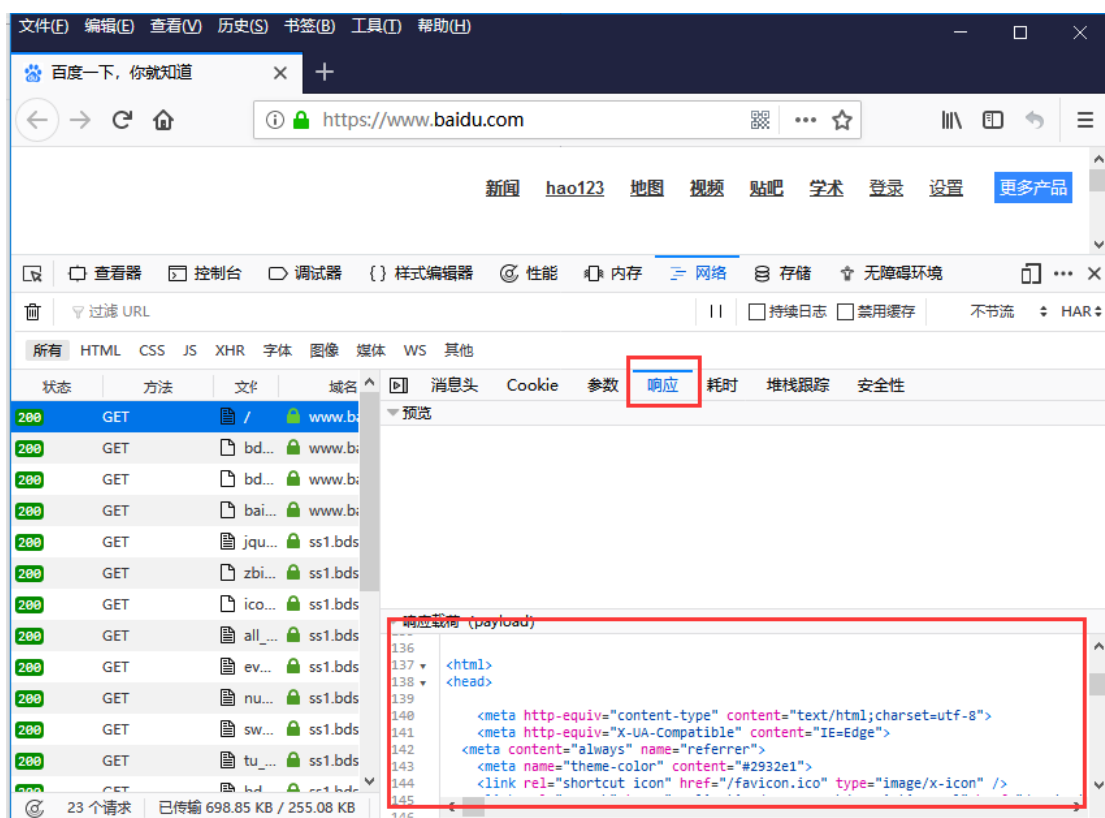 文件(F) 编辑(E) 查看(V) 历史(S) 书签(B) 工具(T) 帮助(H)
百度一下，你就知道
https://www.baidu.com
新闻 hao123 地图 视频 贴吧 学术 登录 设置 更多产品
查看器 控制台 调试器 {} 样式编辑器 性能 内存 网络 存储 无障碍环境
过滤 URL 持续日志 禁用缓存 不节流 HAR
所有 HTML CSS JS XHR 字体 图像 媒体 WS 其他
状态 方法 域名 消息头 Cookie 参数 响应 耗时 堆栈跟踪 安全性
200 GET / www.ba
预览
200 GET bd... www.ba
200 GET bd... www.ba
200 GET bai... www.ba
200 GET jqu... ss1.bds
200 GET zbi... ss1.bds
200 GET ico... ss1.bds
响应载荷 (payload)
200 GET all_... ss1.bds
200 GET ev... ss1.bds
200 GET nu... ss1.bds
200 GET sw... ss1.bds
200 GET tu_... ss1.bds
136
137 <html>
138 <head>
139
140 <meta http-equiv="content-type" content="text/html;charset=utf-8">
141 <meta http-equiv="X-UA-Compatible" content="IE=Edge">
142 <meta content="always" name="referrer">
143 <meta name="theme-color" content="#2932e1">
144 <link rel="shortcut icon" href="/favicon.ico" type="image/x-icon" />
145
146
23 个请求 已传输 698.85 KB / 255.08 KB